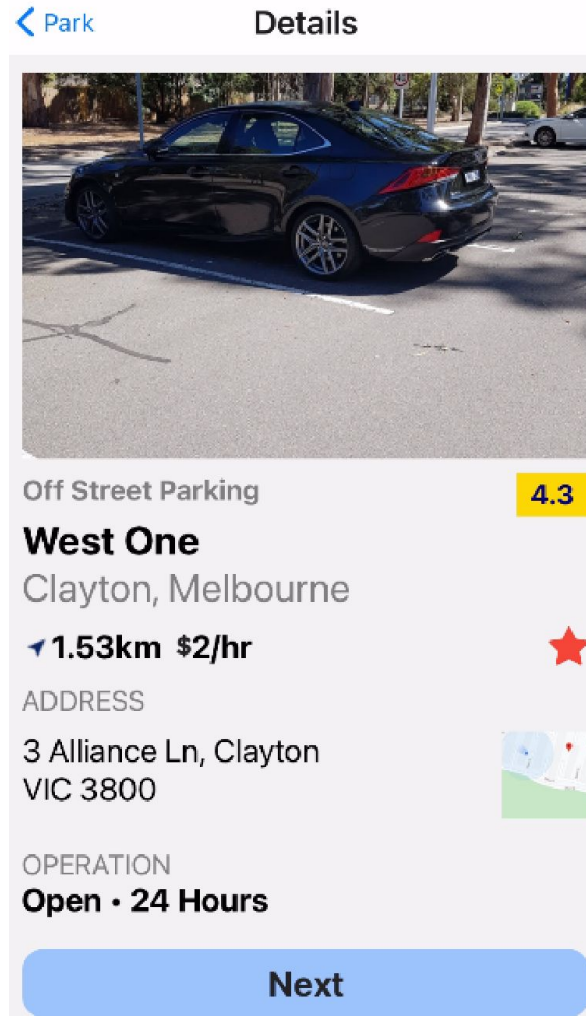 Park
Details
Off Street Parking
4.3
West One
Clayton, Melbourne
1.53km $2/hr
ADDRESS
3 Alliance Ln, Clayton
VIC 3800
OPERATION
Open • 24 Hours
Next